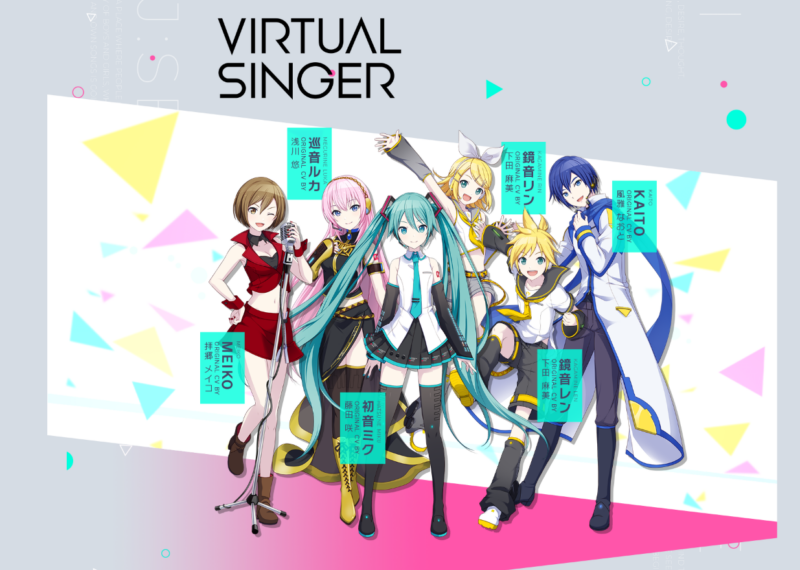 VIRTUAL
SINGER
巡音ルカ
ORIGINAL CV BY
浅川 悠
鏡音リン
ORIGINAL CV BY
下田 麻美
KAITO
KAITO
ORIGINAL CV BY
風雅 なおと
MEIKO
ORIGINAL CV BY
拝郷 メイコ
初音ミク
ORIGINAL CV BY
藤田 咲
鏡音レン
ORIGINAL CV BY
下田 麻美